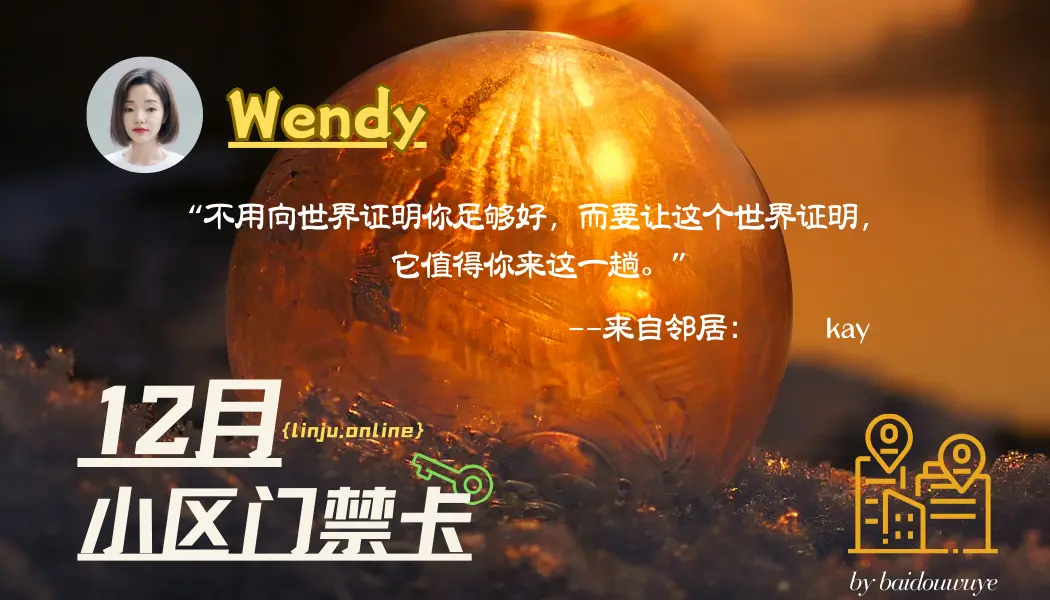 Wendy
“不用向世界证明你足够好，而要让这个世界证明，
它值得你来这一趟。”
--来自邻居： kay
12月
{linju.online}
小区门禁卡
by baidouwuye